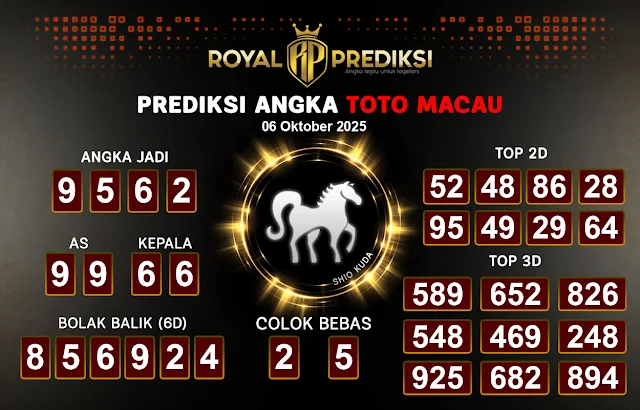 ROYAL RP PREDIKSI
Angka terjitu untuk togellers
PREDIKSI ANGKA TOTO MACAU
06 Oktober 2025
ANGKA JADI
9 5 6 2
AS KEPALA
9 9 6 6
BOLAK BALIK (6D)
8 5 6 9 2 4
SHIO KUDA
COLOK BEBAS
2 5
TOP 2D
52 48 86 28
95 49 29 64
TOP 3D
589 652 826
548 469 248
925 682 894